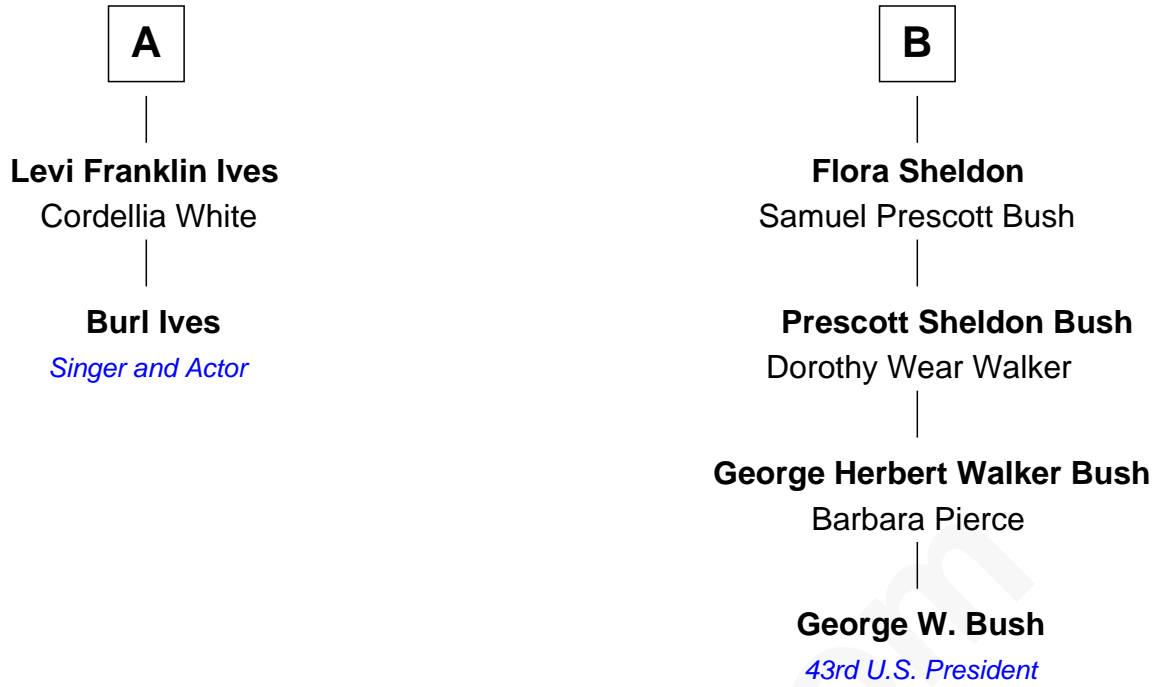 A
Levi Franklin Ives
Cordellia White
Burl Ives
Singer and Actor
B
Flora Sheldon
Samuel Prescott Bush
Prescott Sheldon Bush
Dorothy Wear Walker
George Herbert Walker Bush
Barbara Pierce
George W. Bush
43rd U.S. President